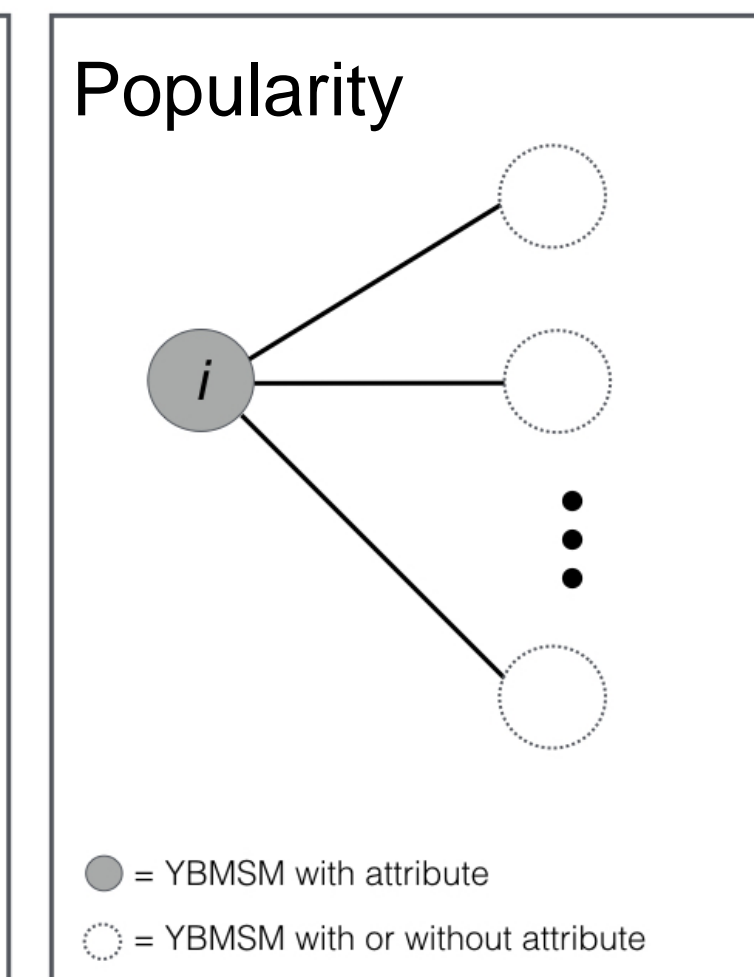 Popularity
i
= YBMSM with attribute
= YBMSM with or without attribute